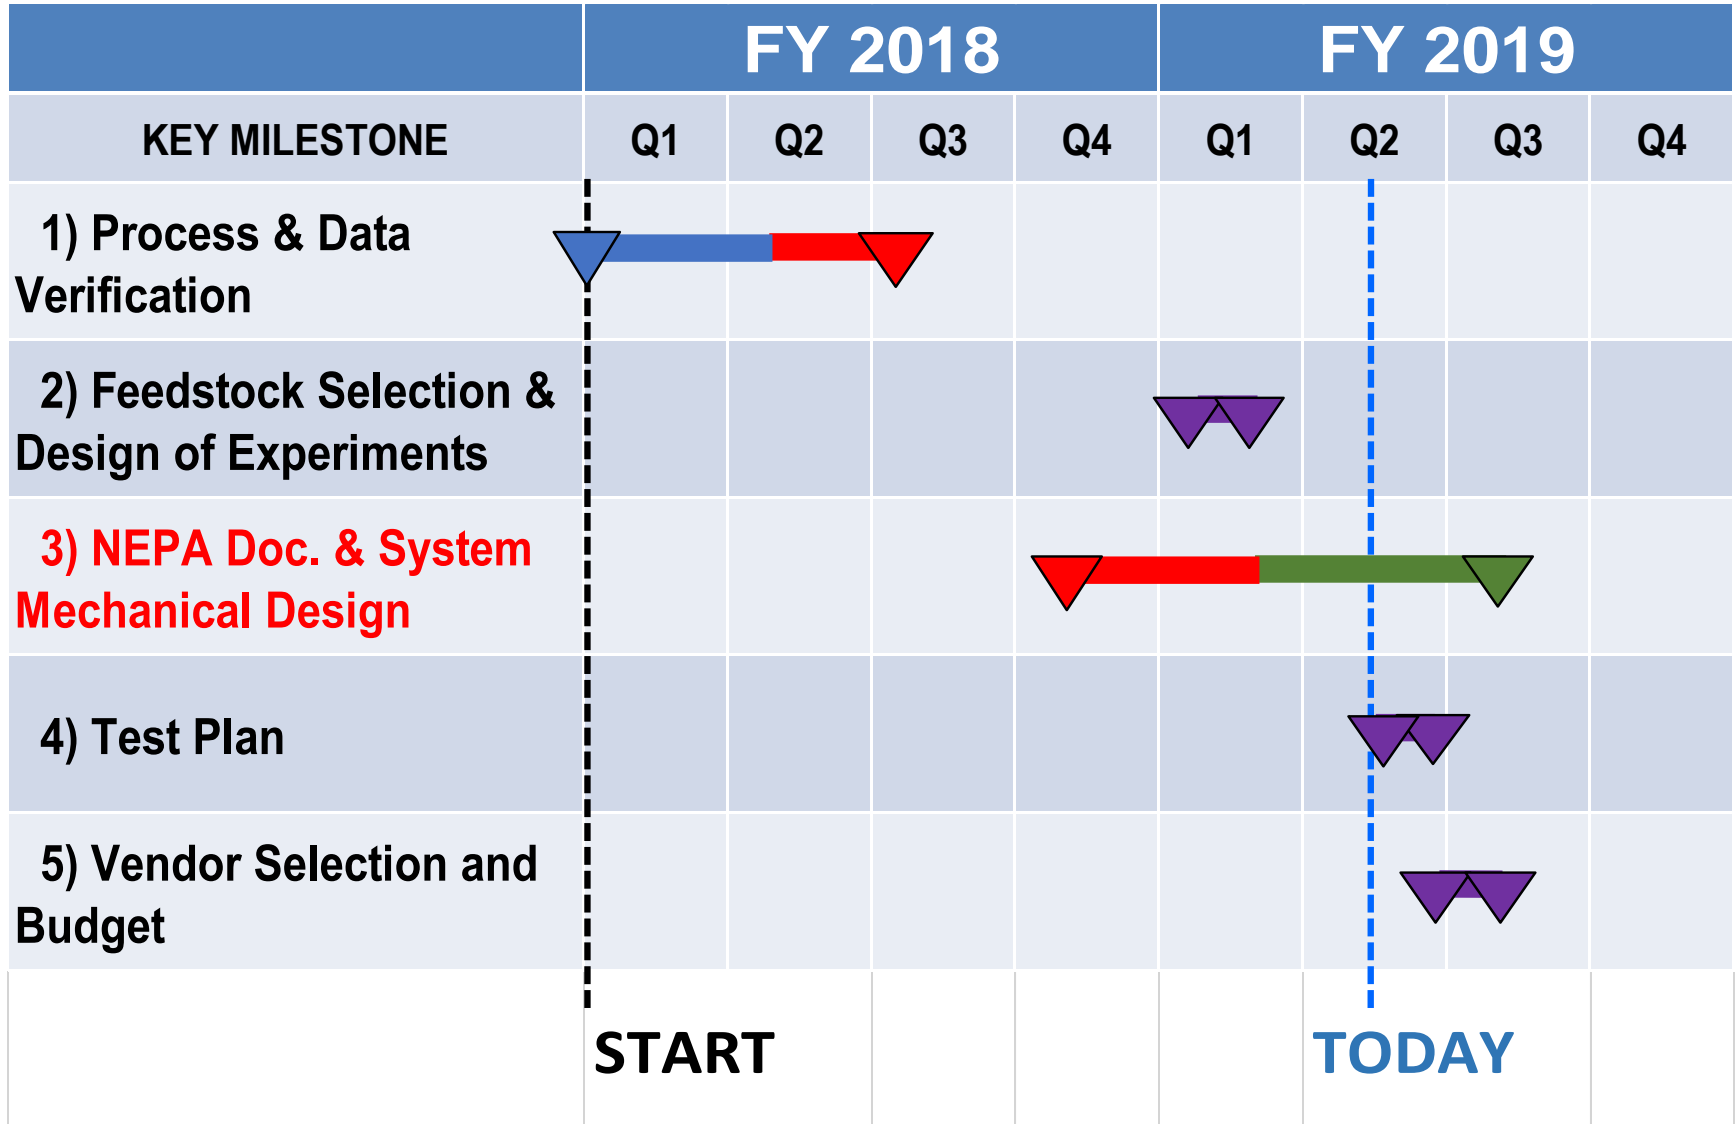 FY 2018 FY 2019
KEY MILESTONE Q1 Q2 Q3 Q4 Q1 Q2 Q3 Q4
1) Process & Data
Verification
2) Feedstock Selection &
Design of Experiments
3) NEPA Doc. & System
Mechanical Design
4) Test Plan
5) Vendor Selection and
Budget
START TODAY